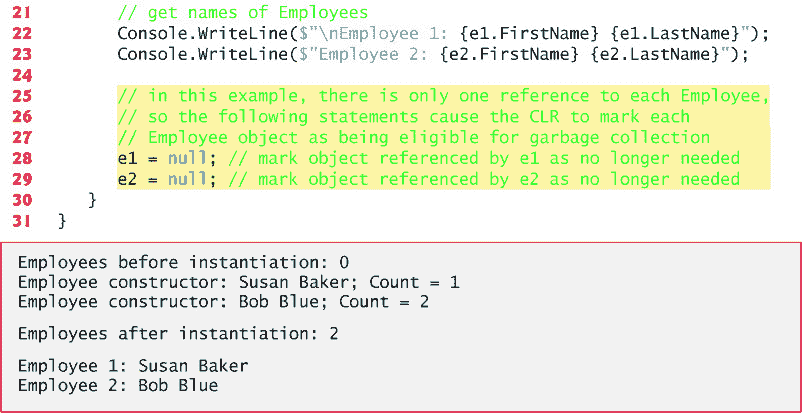 21 // get names of Employees
22 Console.WriteLine($"\nEmployee 1: {e1.FirstName} {e1.LastName}");
23 Console.WriteLine($"Employee 2: {e2.FirstName} {e2.LastName}");
24
25 // in this example, there is only one reference to each Employee,
26 // so the following statements cause the CLR to mark each
27 // Employee object as being eligible for garbage collection
28 e1 = null; // mark object referenced by e1 as no longer needed
29 e2 = null; // mark object referenced by e2 as no longer needed
30 }
31 }
Employees before instantiation: 0
Employee constructor: Susan Baker; Count = 1
Employee constructor: Bob Blue; Count = 2
Employees after instantiation: 2
Employee 1: Susan Baker
Employee 2: Bob Blue